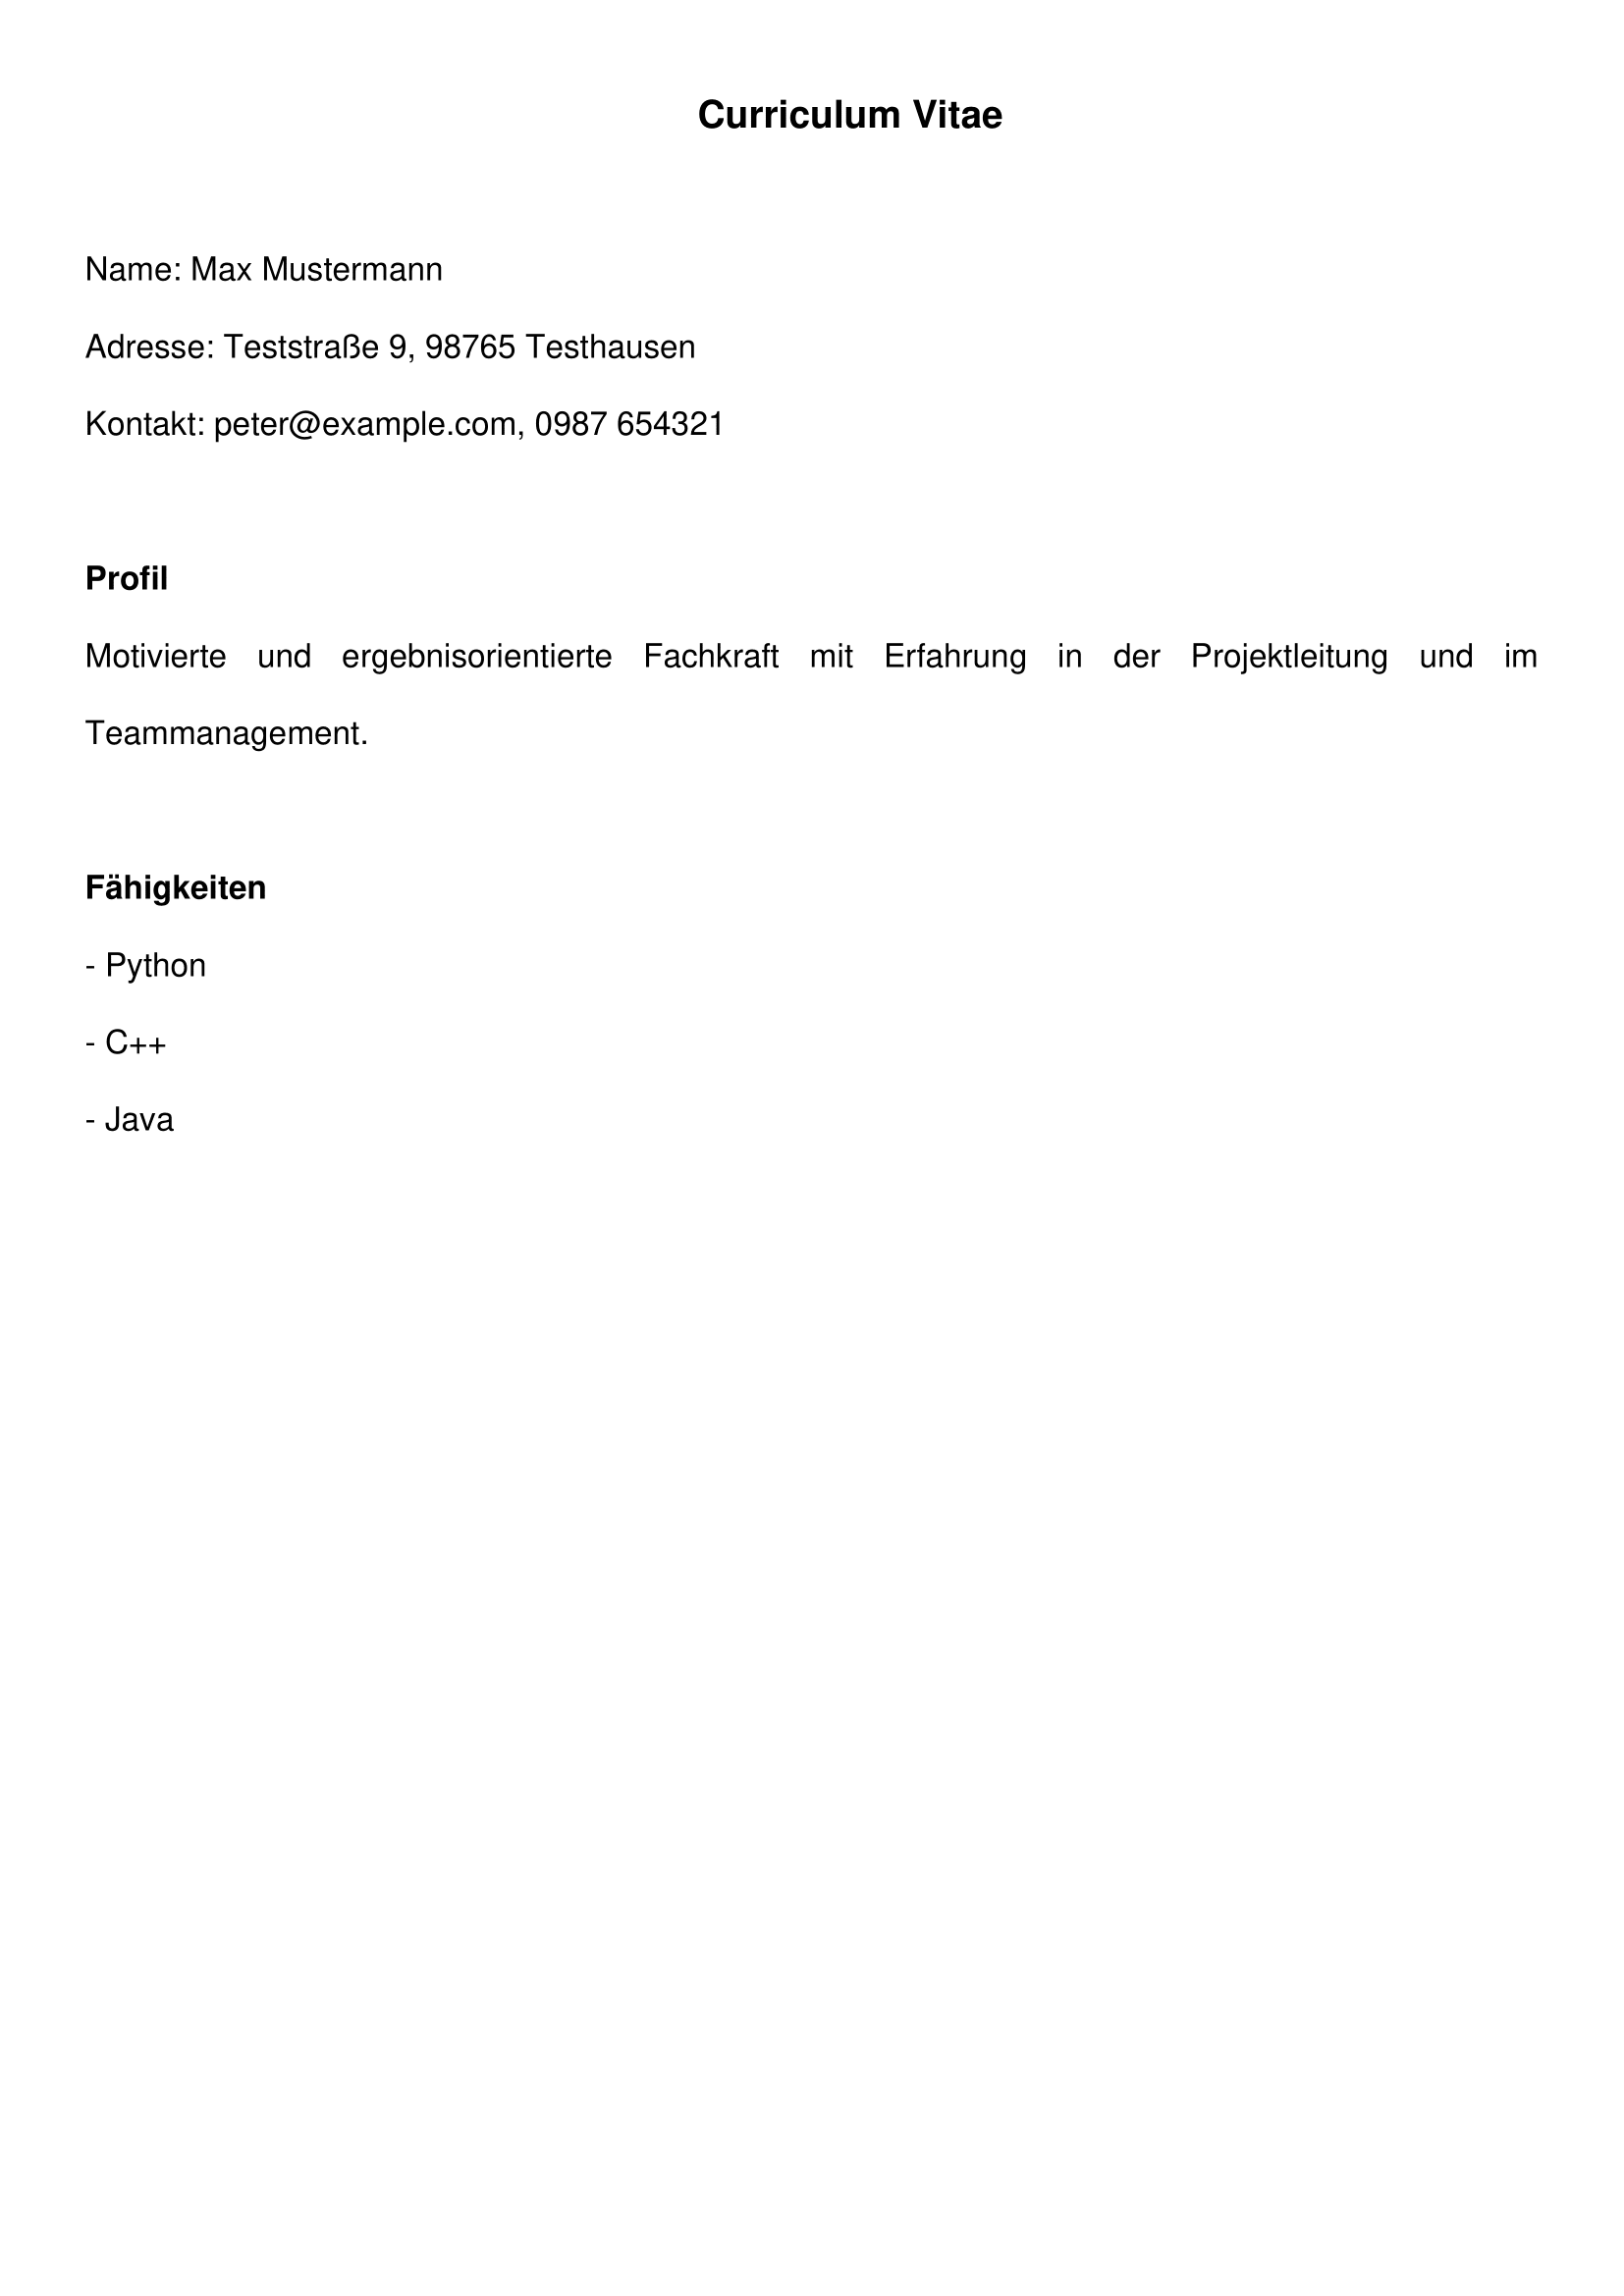 Curriculum Vitae
Name: Max Mustermann
Adresse: Teststraße 9, 98765 Testhausen
Kontakt: peter@example.com, 0987 654321
Profil
Motivierte und ergebnisorientierte Fachkraft mit Erfahrung in der Projektleitung und im
Teammanagement.
Fähigkeiten
- Python
- C++
- Java